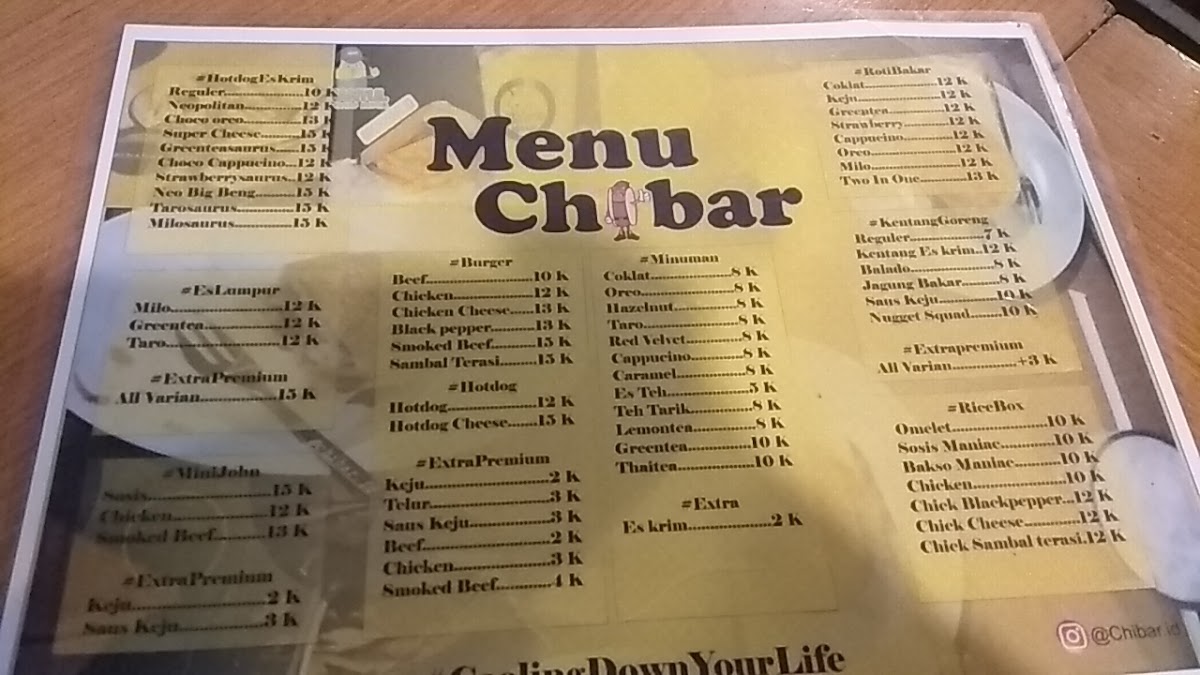 #HotdogEsKrim
Reguler..................10 K
Neopolitan............12 K
Choco oreo............13 K
Super Cheese........15 K
Greenteasaurus.....15 K
Choco Cappucino...12 K
Strawberrysaurus..12 K
Neo Big Beng.........15 K
Tarosaurus............15 K
Milosaurus............15 K
Menu
Chibar
#RotiBakar
Coklat...............12 K
Keju..................12 K
Greentea............12 K
Strawberry.........12 K
Cappucino..........12 K
Oreo..................12 K
Milo...................12 K
Two In One.........13 K
#EsLumpur
Milo.....................12 K
Greentea..............12 K
Taro.....................12 K
#ExtraPremium
All Varian.............15 K
#MiniJohn
Sosis.....................15 K
Chicken.................12 K
Smoked Beef..........13 K
#ExtraPremium
Keju.......................2 K
Saus Keju................3 K
#Burger
Beef.....................10 K
Chicken................12 K
Chicken Cheese.....13 K
Black pepper.........13 K
Smoked Beef.........15 K
Sambal Terasi.......15 K
#Hotdog
Hotdog.................12 K
Hotdog Cheese.......15 K
#ExtraPremium
Keju......................2 K
Telur.....................3 K
Saus Keju..............3 K
Beef......................2 K
Chicken.................3 K
Smoked Beef..........4 K
#Minuman
Coklat..................8 K
Oreo....................8 K
Hazelnut..............8 K
Taro.....................8 K
Red Velvet............8 K
Cappucino............8 K
Caramel...............8 K
Es Teh..................5 K
Teh Tarik..............8 K
Lemontea.............8 K
Greentea.............10 K
Thaitea................10 K
#Extra
Es krim................2 K
#KentangGoreng
Reguler.................7 K
Kentang Es krim..12 K
Balado..................8 K
Jagung Bakar........8 K
Saus Keju............10 K
Nugget Squad.......10 K
#Extrapremium
All Varian.............+3 K
#RiceBox
Omelet..................10 K
Sosis Maniac.........10 K
Bakso Maniac........10 K
Chicken................10 K
Chick Blackpepper...12 K
Chick Cheese.............12 K
Chick Sambal terasi.12 K
@Chibar.id
#CoolingDownYourLife